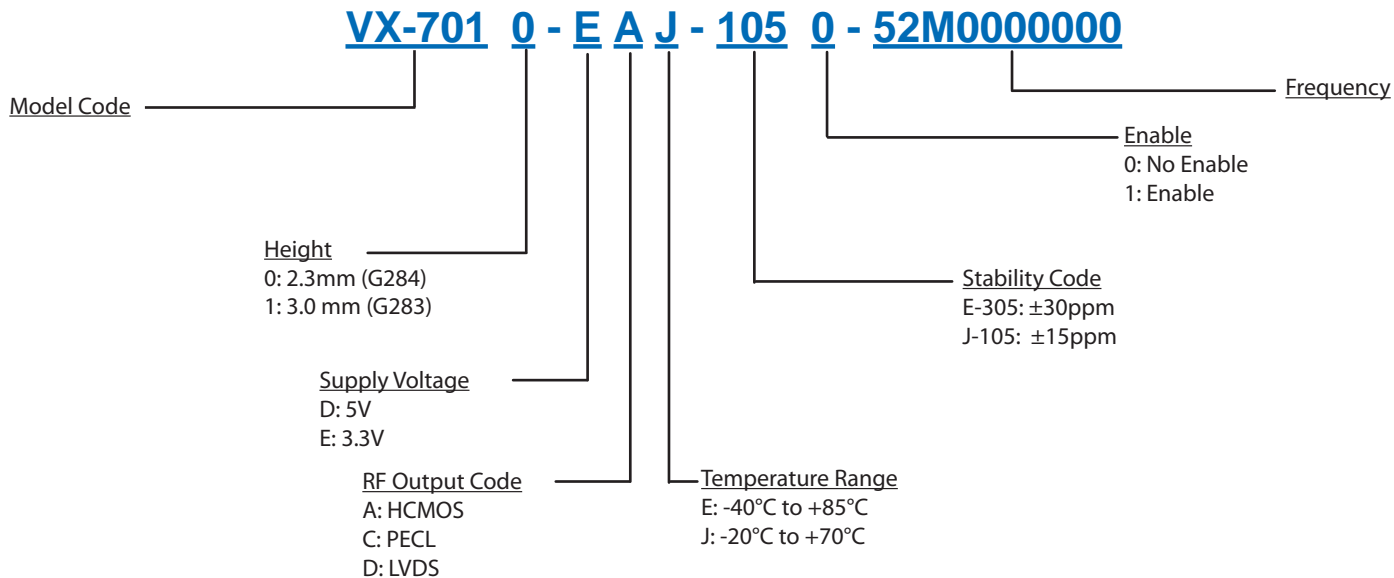 VX-701 0 - E A J - 105 0 - 52M0000000
Model Code
Frequency
Enable
0: No Enable
1: Enable
Height
0: 2.3mm (G284)
1: 3.0 mm (G283)
Stability Code
E-305: ±30ppm
J-105: ±15ppm
Supply Voltage
D: 5V
E: 3.3V
RF Output Code
A: HCMOS
C: PECL
D: LVDS
Temperature Range
E: -40°C to +85°C
J: -20°C to +70°C